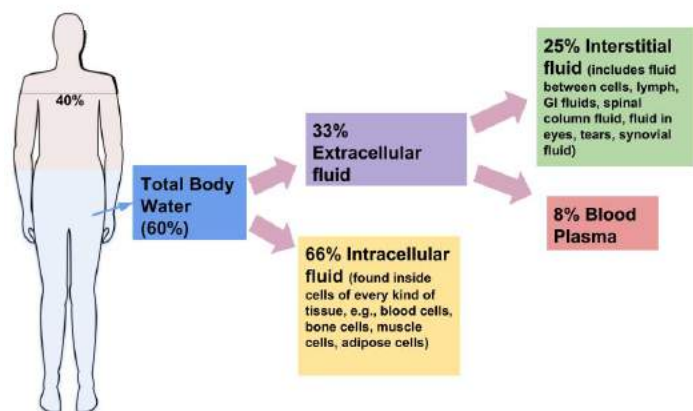 40%
Total Body
Water
(60%)
33%
Extracellular
fluid
66% Intracellular
fluid (found inside
cells of every kind of
tissue, e.g., blood cells,
bone cells, muscle
cells, adipose cells)
25% Interstitial
fluid (includes fluid
between cells, lymph,
GI fluids, spinal
column fluid, fluid in
eyes, tears, synovial
fluid)
8% Blood
Plasma